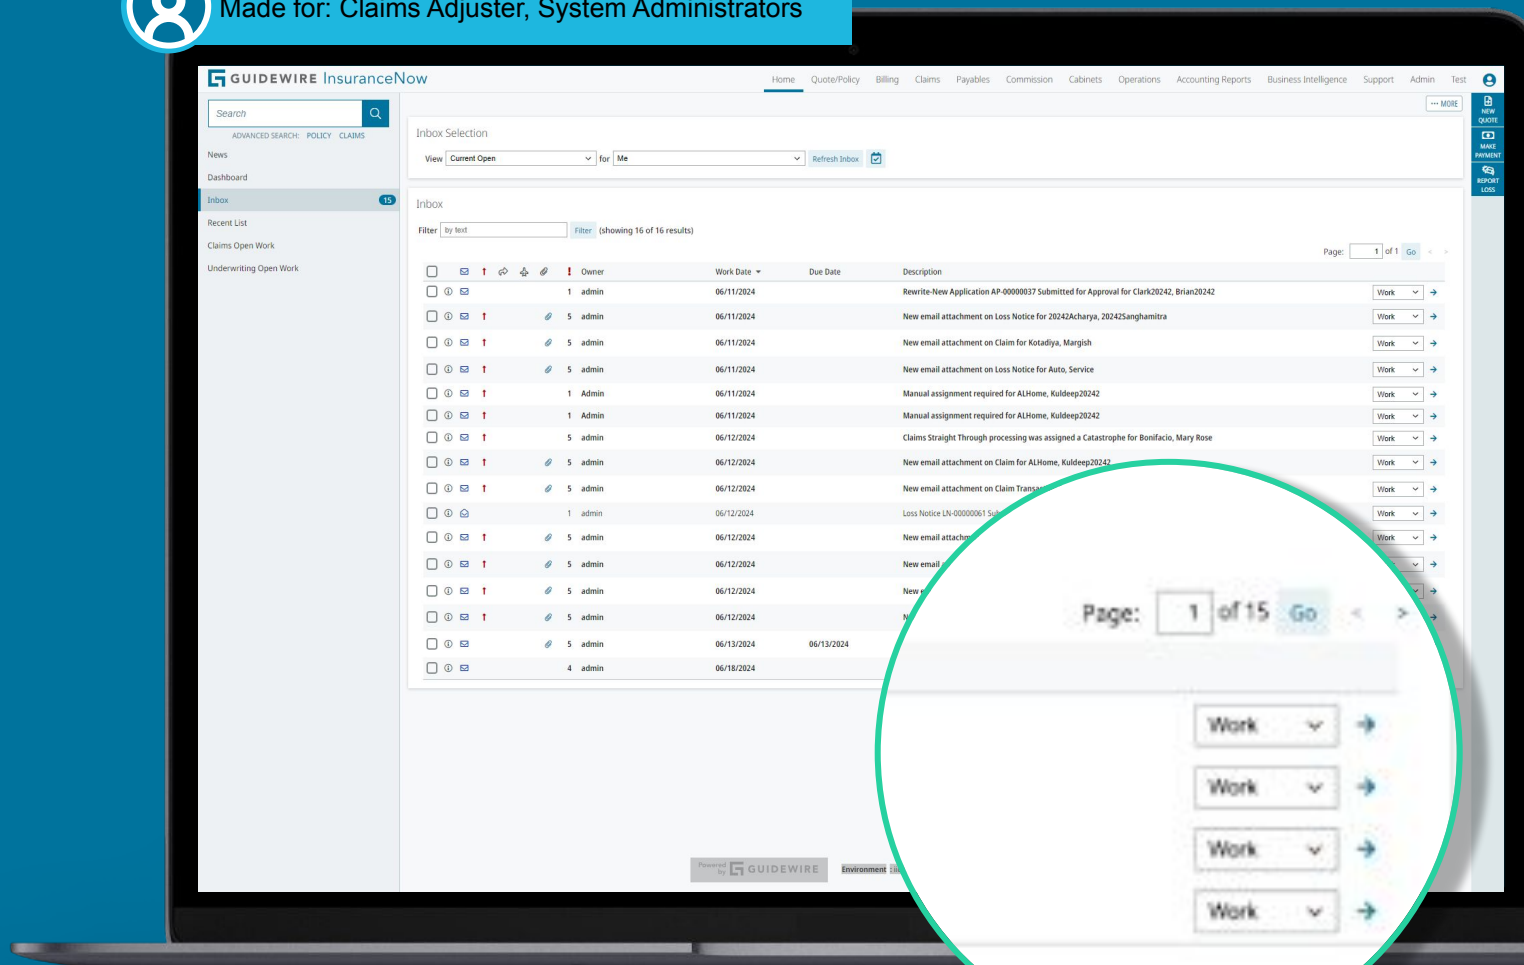 Made for: Claims Adjuster, System Administrators
GUIDEWIRE InsuranceNow
Home Quote/Policy Billing Claims Payables Commission Cabinets Operations Accounting Reports Business Intelligence Support Admin Test
Search
ADVANCED SEARCH: POLICY CLAIMS
News
Dashboard
Inbox 15
Recent List
Claims Open Work
Underwriting Open Work
... MORE
NEW QUOTE
MAKE PAYMENT
REPORT LOSS
Inbox Selection
View Current Open for Me Refresh Inbox
Inbox
Filter by text Filter (showing 16 of 16 results)
Page: 1 of 1 Go < >
! Owner Work Date Due Date Description
1 admin 06/11/2024 Rewrite-New Application AP-00000037 Submitted for Approval for Clark20242, Brian20242 Work
5 admin 06/11/2024 New email attachment on Loss Notice for 20242Acharya, 20242Sanghamitra Work
5 admin 06/11/2024 New email attachment on Claim for Kotadiya, Margish Work
5 admin 06/11/2024 New email attachment on Loss Notice for Auto, Service Work
1 Admin 06/11/2024 Manual assignment required for ALHome, Kuldeep20242 Work
1 Admin 06/11/2024 Manual assignment required for ALHome, Kuldeep20242 Work
5 admin 06/12/2024 Claims Straight Through processing was assigned a Catastrophe for Bonifacio, Mary Rose Work
5 admin 06/12/2024 New email attachment on Claim for ALHome, Kuldeep20242 Work
5 admin 06/12/2024 New email attachment on Claim Work
1 admin 06/12/2024 Loss Notice LN-00000061 Work
5 admin 06/12/2024 New email Work
5 admin 06/12/2024 New email
5 admin 06/12/2024 New
5 admin 06/12/2024
5 admin 06/13/2024 06/13/2024
4 admin 06/18/2024
Page: 1 of 15 Go < >
Work
Work
Work
Work
Powered by GUIDEWIRE Environment